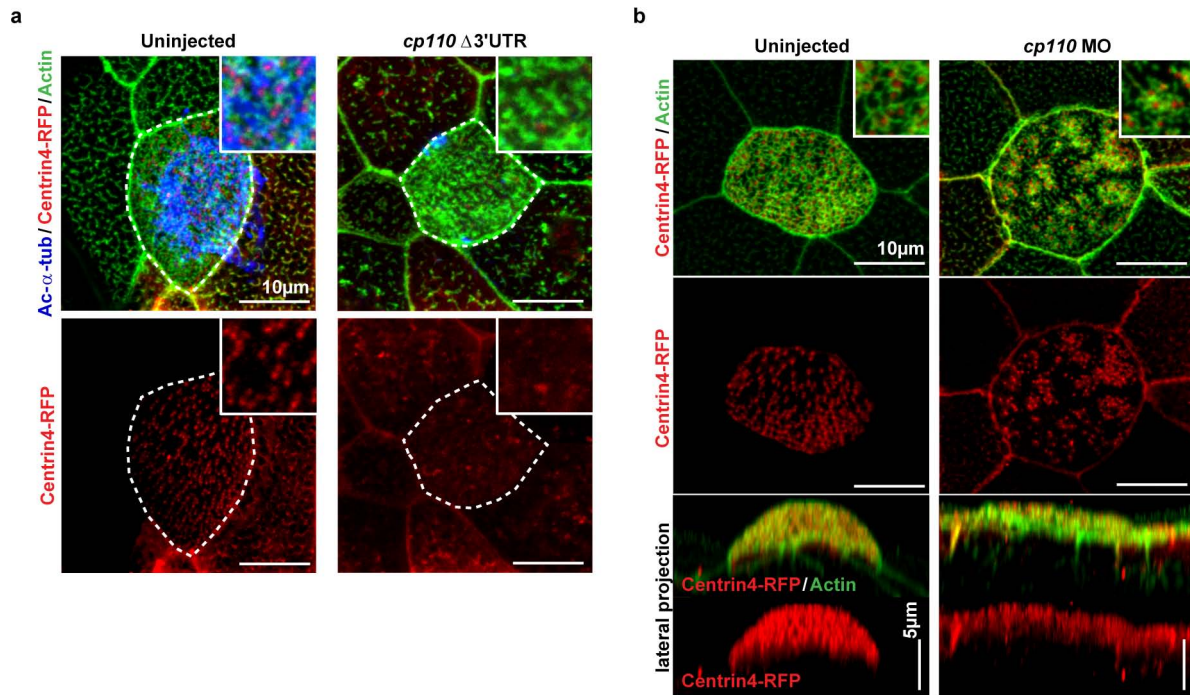 a
Uninjected
cp110 Δ3'UTR
Ac-α-tub / Centrin4-RFP / Actin
10μm
Centrin4-RFP
b
Uninjected
cp110 MO
Centrin4-RFP / Actin
10μm
Centrin4-RFP
lateral projection
Centrin4-RFP/Actin
5μm
Centrin4-RFP